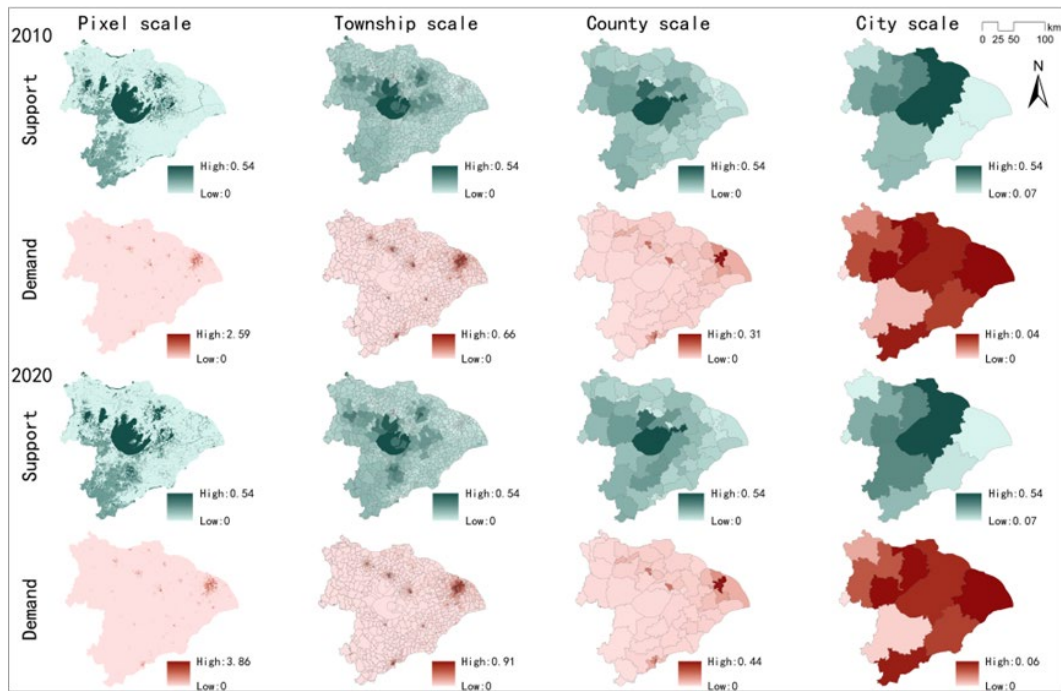 Pixel scale Township scale County scale City scale
km
0 25 50 100
N
2010
Support
High:0.54
Low:0
High:0.54
Low:0
High:0.54
Low:0
High:0.54
Low:0.07
Demand
High:2.59
Low:0
High:0.66
Low:0
High:0.31
Low:0
High:0.04
Low:0
2020
Support
High:0.54
Low:0
High:0.54
Low:0
High:0.54
Low:0
High:0.54
Low:0.07
Demand
High:3.86
Low:0
High:0.91
Low:0
High:0.44
Low:0
High:0.06
Low:0